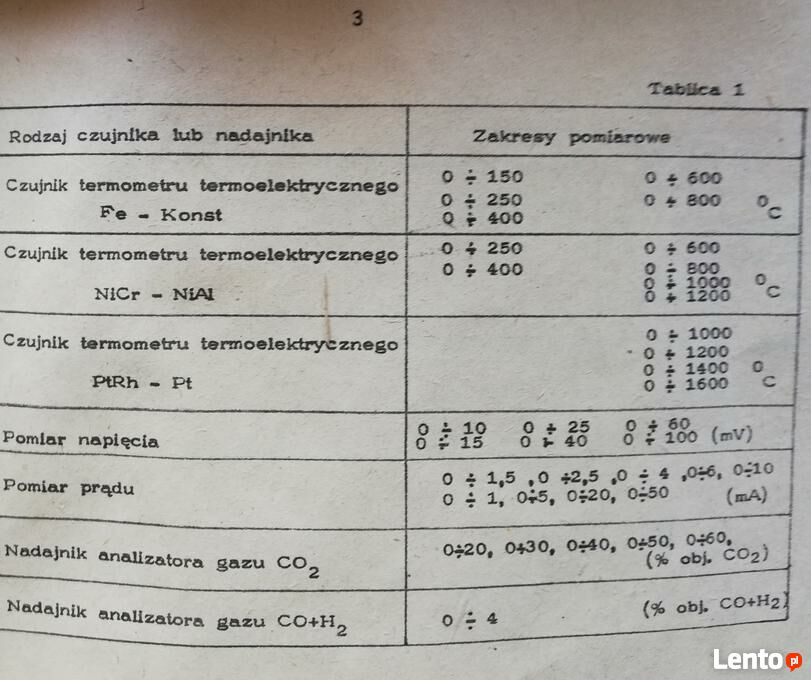 3
Tablica 1
Rodzaj czujnika lub nadajnika Zakresy pomiarowe
Czujnik termometru termoelektrycznego
Fe - Konst
0 ÷ 150 0 ÷ 600
0 ÷ 250 0 ÷ 800 °C
0 ÷ 400
Czujnik termometru termoelektrycznego
NiCr - NiAl
0 ÷ 250 0 ÷ 600
0 ÷ 400 0 ÷ 800
0 ÷ 1000 °C
0 ÷ 1200
Czujnik termometru termoelektrycznego
PtRh - Pt
0 ÷ 1000
0 ÷ 1200
0 ÷ 1400 °C
0 ÷ 1600
Pomiar napięcia
0 ÷ 10 0 ÷ 25 0 ÷ 60
0 ÷ 15 0 ÷ 40 0 ÷ 100 (mV)
Pomiar prądu
0 ÷ 1,5 ,0 ÷2,5 ,0 ÷ 4 ,0÷6, 0÷10
0 ÷ 1, 0÷5, 0÷20, 0÷50 (mA)
Nadajnik analizatora gazu CO2
0÷20, 0÷30, 0÷40, 0÷50, 0÷60,
(% obj. CO2)
Nadajnik analizatora gazu CO+H2
0 ÷ 4 (% obj. CO+H2)
Lento pl